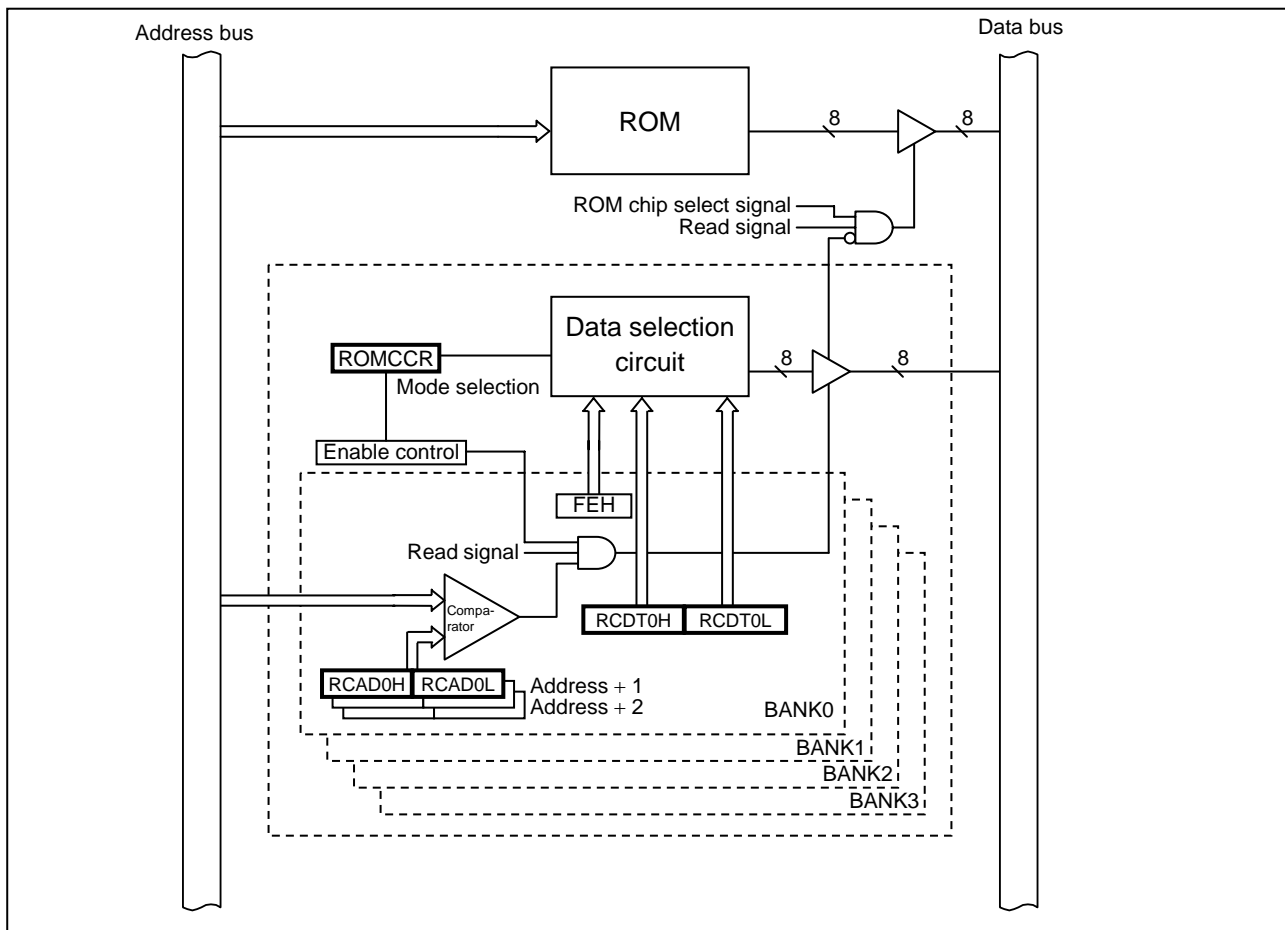 Address bus
Data bus
ROM
8
8
ROM chip select signal
Read signal
Data selection
circuit
8
8
ROMCCR
Mode selection
Enable control
FEH
Read signal
Compa-
rator
RCDT0H
RCDT0L
RCAD0H
RCAD0L
Address + 1
Address + 2
BANK0
BANK1
BANK2
BANK3